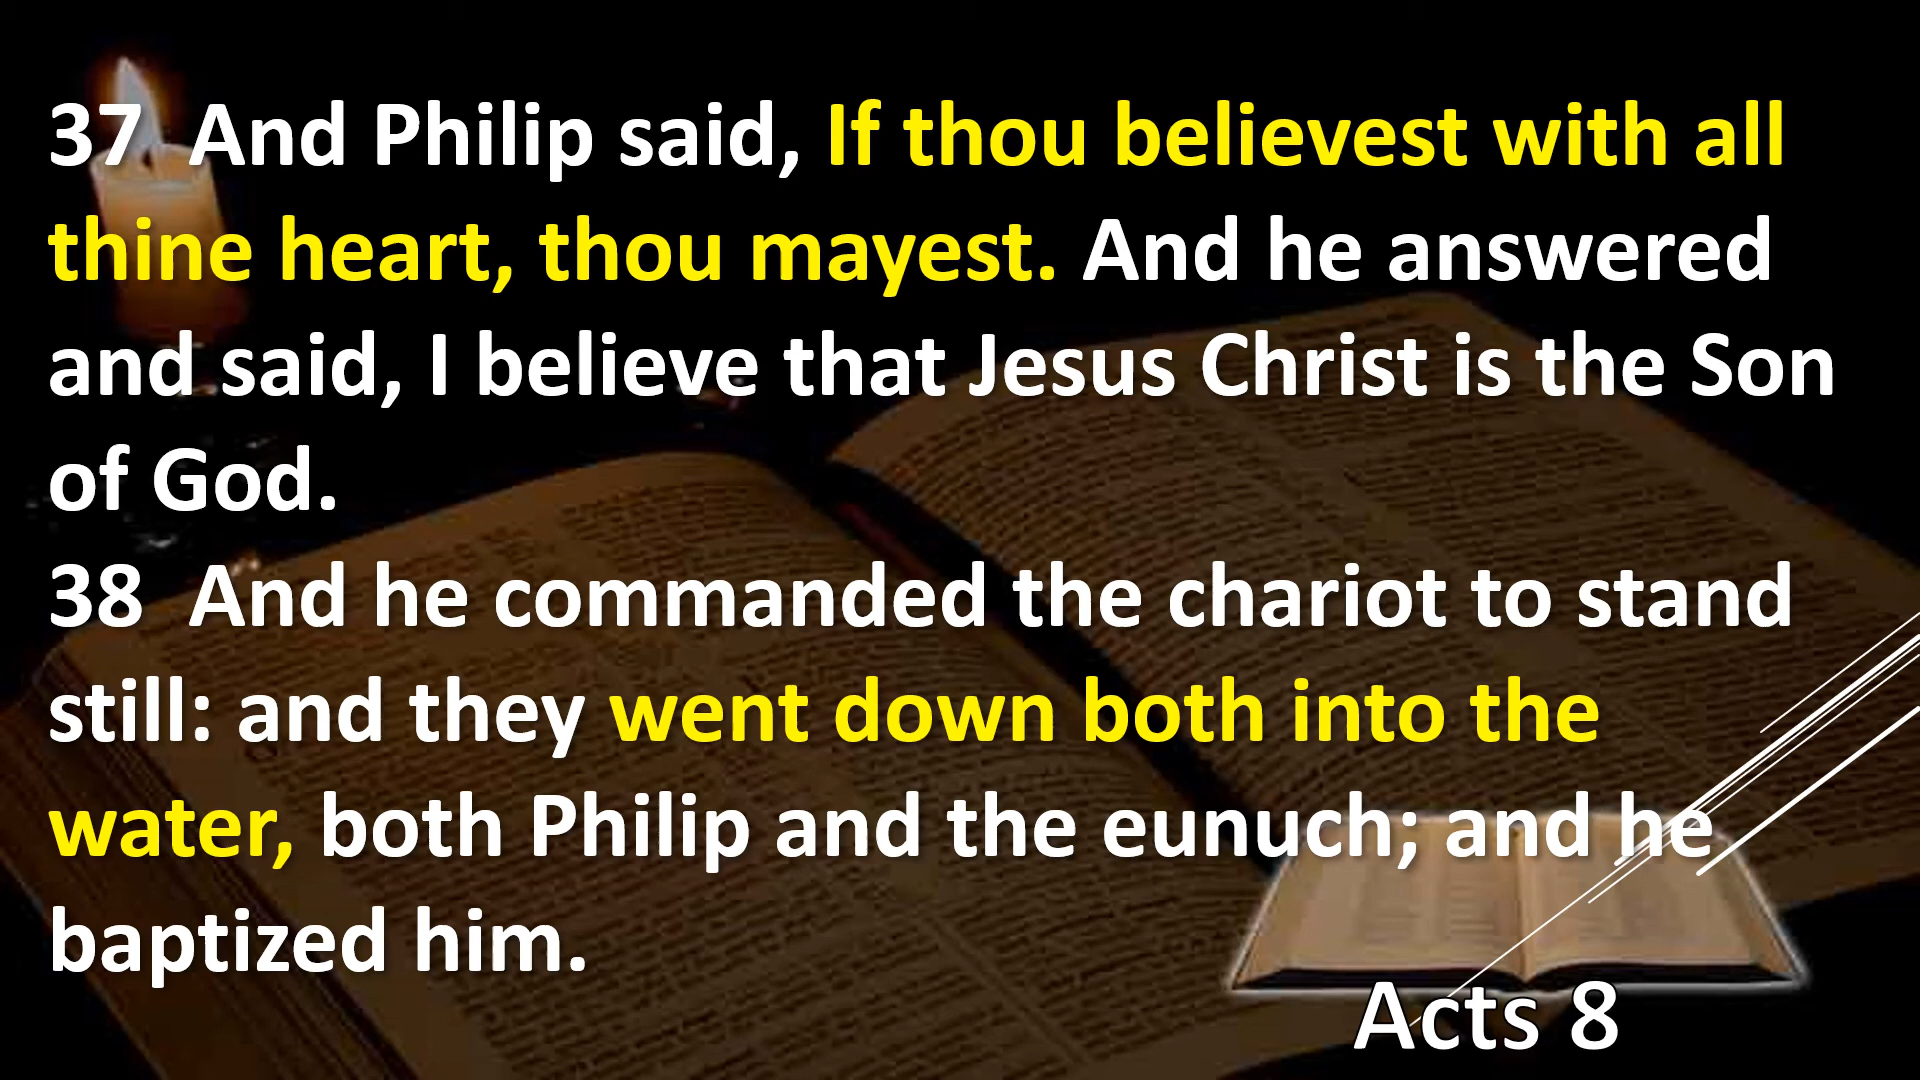 37  And Philip said, If thou believest with all
thine heart, thou mayest. And he answered
and said, I believe that Jesus Christ is the Son
of God.
38  And he commanded the chariot to stand
still: and they went down both into the
water, both Philip and the eunuch; and he
baptized him.
Acts 8